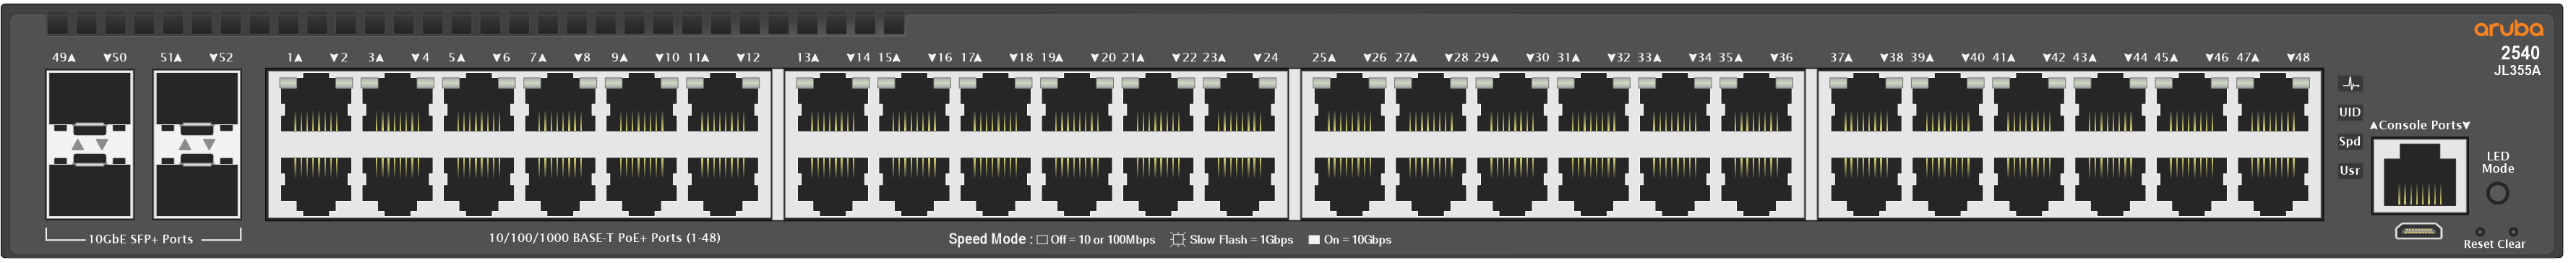 aruba
2540
JL355A
49▲ ▼50 51▲ ▼52 1▲ ▼2 3▲ ▼4 5▲ ▼6 7▲ ▼8 9▲ ▼10 11▲ ▼12 13▲ ▼14 15▲ ▼16 17▲ ▼18 19▲ ▼20 21▲ ▼22 23▲ ▼24 25▲ ▼26 27▲ ▼28 29▲ ▼30 31▲ ▼32 33▲ ▼34 35▲ ▼36 37▲ ▼38 39▲ ▼40 41▲ ▼42 43▲ ▼44 45▲ ▼46 47▲ ▼48
UID
Spd
Usr
▲Console Ports▼
LED
Mode
10GbE SFP+ Ports
10/100/1000 BASE-T PoE+ Ports (1-48)
Speed Mode : Off = 10 or 100Mbps Slow Flash = 1Gbps On = 10Gbps
Reset Clear